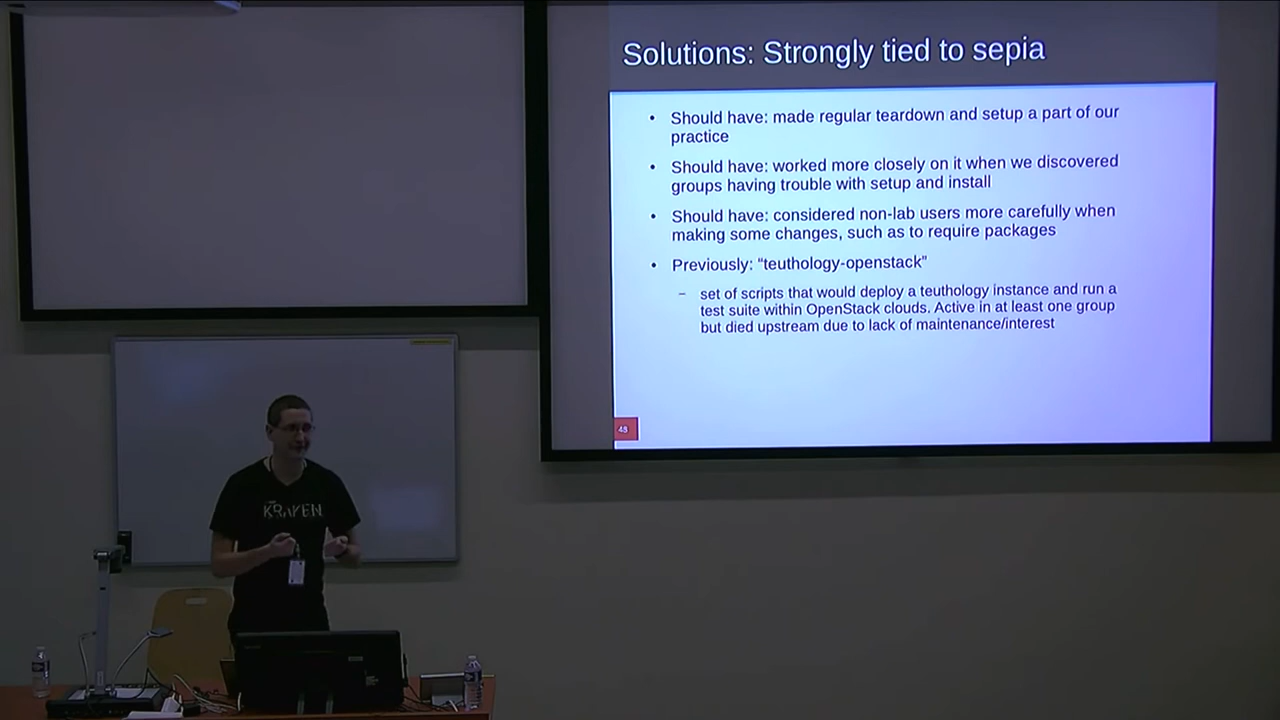 Solutions: Strongly tied to sepia
• Should have: made regular teardown and setup a part of our
practice
• Should have: worked more closely on it when we discovered
groups having trouble with setup and install
• Should have: considered non-lab users more carefully when
making some changes, such as to require packages
• Previously: “teuthology-openstack”
– set of scripts that would deploy a teuthology instance and run a
test suite within OpenStack clouds. Active in at least one group
but died upstream due to lack of maintenance/interest
48
KRAKEN